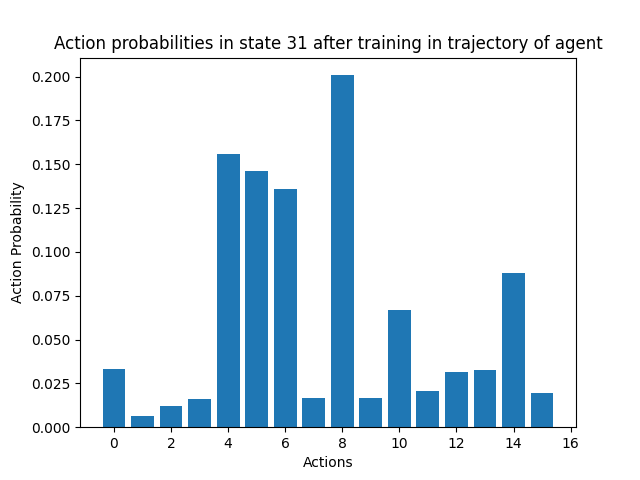 Action probabilities in state 31 after training in trajectory of agent
0.200
0.175
0.150
0.125
0.100
0.075
0.050
0.025
0.000
Action Probability
0 2 4 6 8 10 12 14 16
Actions